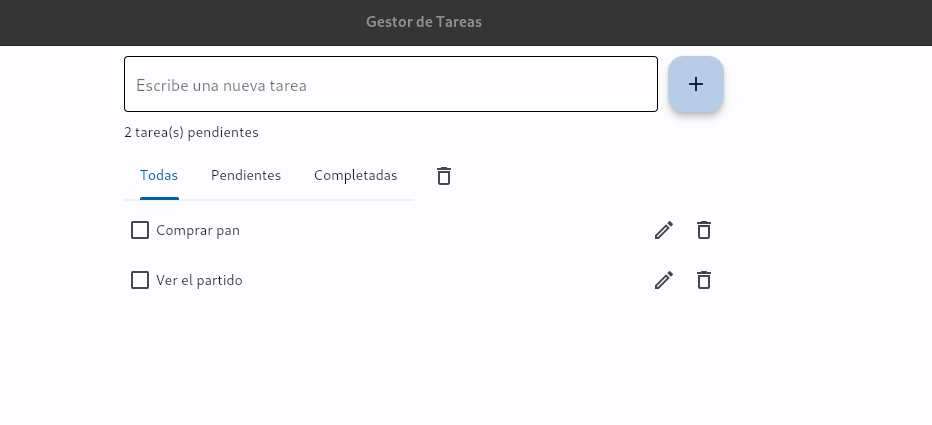 Gestor de Tareas
Escribe una nueva tarea
2 tarea(s) pendientes
Todas Pendientes Completadas
Comprar pan
Ver el partido